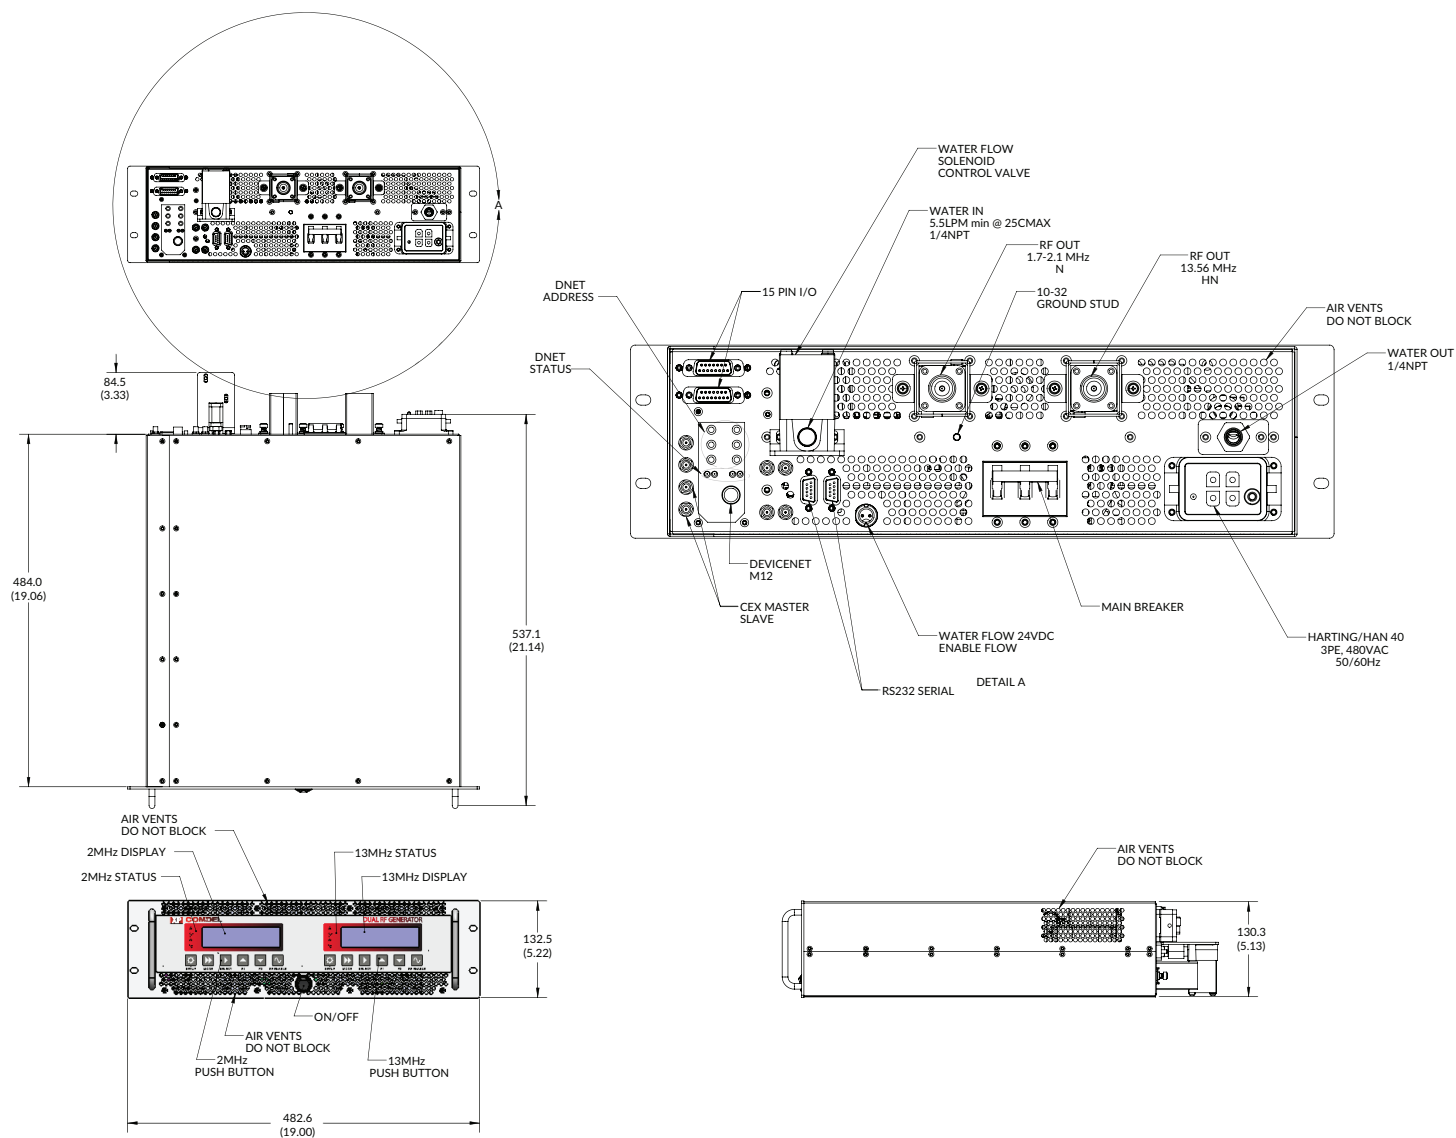 A
WATER FLOW
SOLENOID
CONTROL VALVE
WATER IN
5.5LPM min @ 25CMAX
1/4NPT
RF OUT
1.7-2.1 MHz
N
RF OUT
13.56 MHz
HN
DNET
ADDRESS
15 PIN I/O
10-32
GROUND STUD
AIR VENTS
DO NOT BLOCK
DNET
STATUS
WATER OUT
1/4NPT
84.5
(3.33)
484.0
(19.06)
537.1
(21.14)
DEVICENET
M12
CEX MASTER
SLAVE
MAIN BREAKER
WATER FLOW 24VDC
ENABLE FLOW
HARTING/HAN 40
3PE, 480VAC
50/60Hz
RS232 SERIAL
DETAIL A
AIR VENTS
DO NOT BLOCK
2MHz DISPLAY
2MHz STATUS
13MHz STATUS
13MHz DISPLAY
COMDEL
DUAL RF GENERATOR
132.5
(5.22)
ON/OFF
AIR VENTS
DO NOT BLOCK
2MHz
PUSH BUTTON
13MHz
PUSH BUTTON
482.6
(19.00)
AIR VENTS
DO NOT BLOCK
130.3
(5.13)